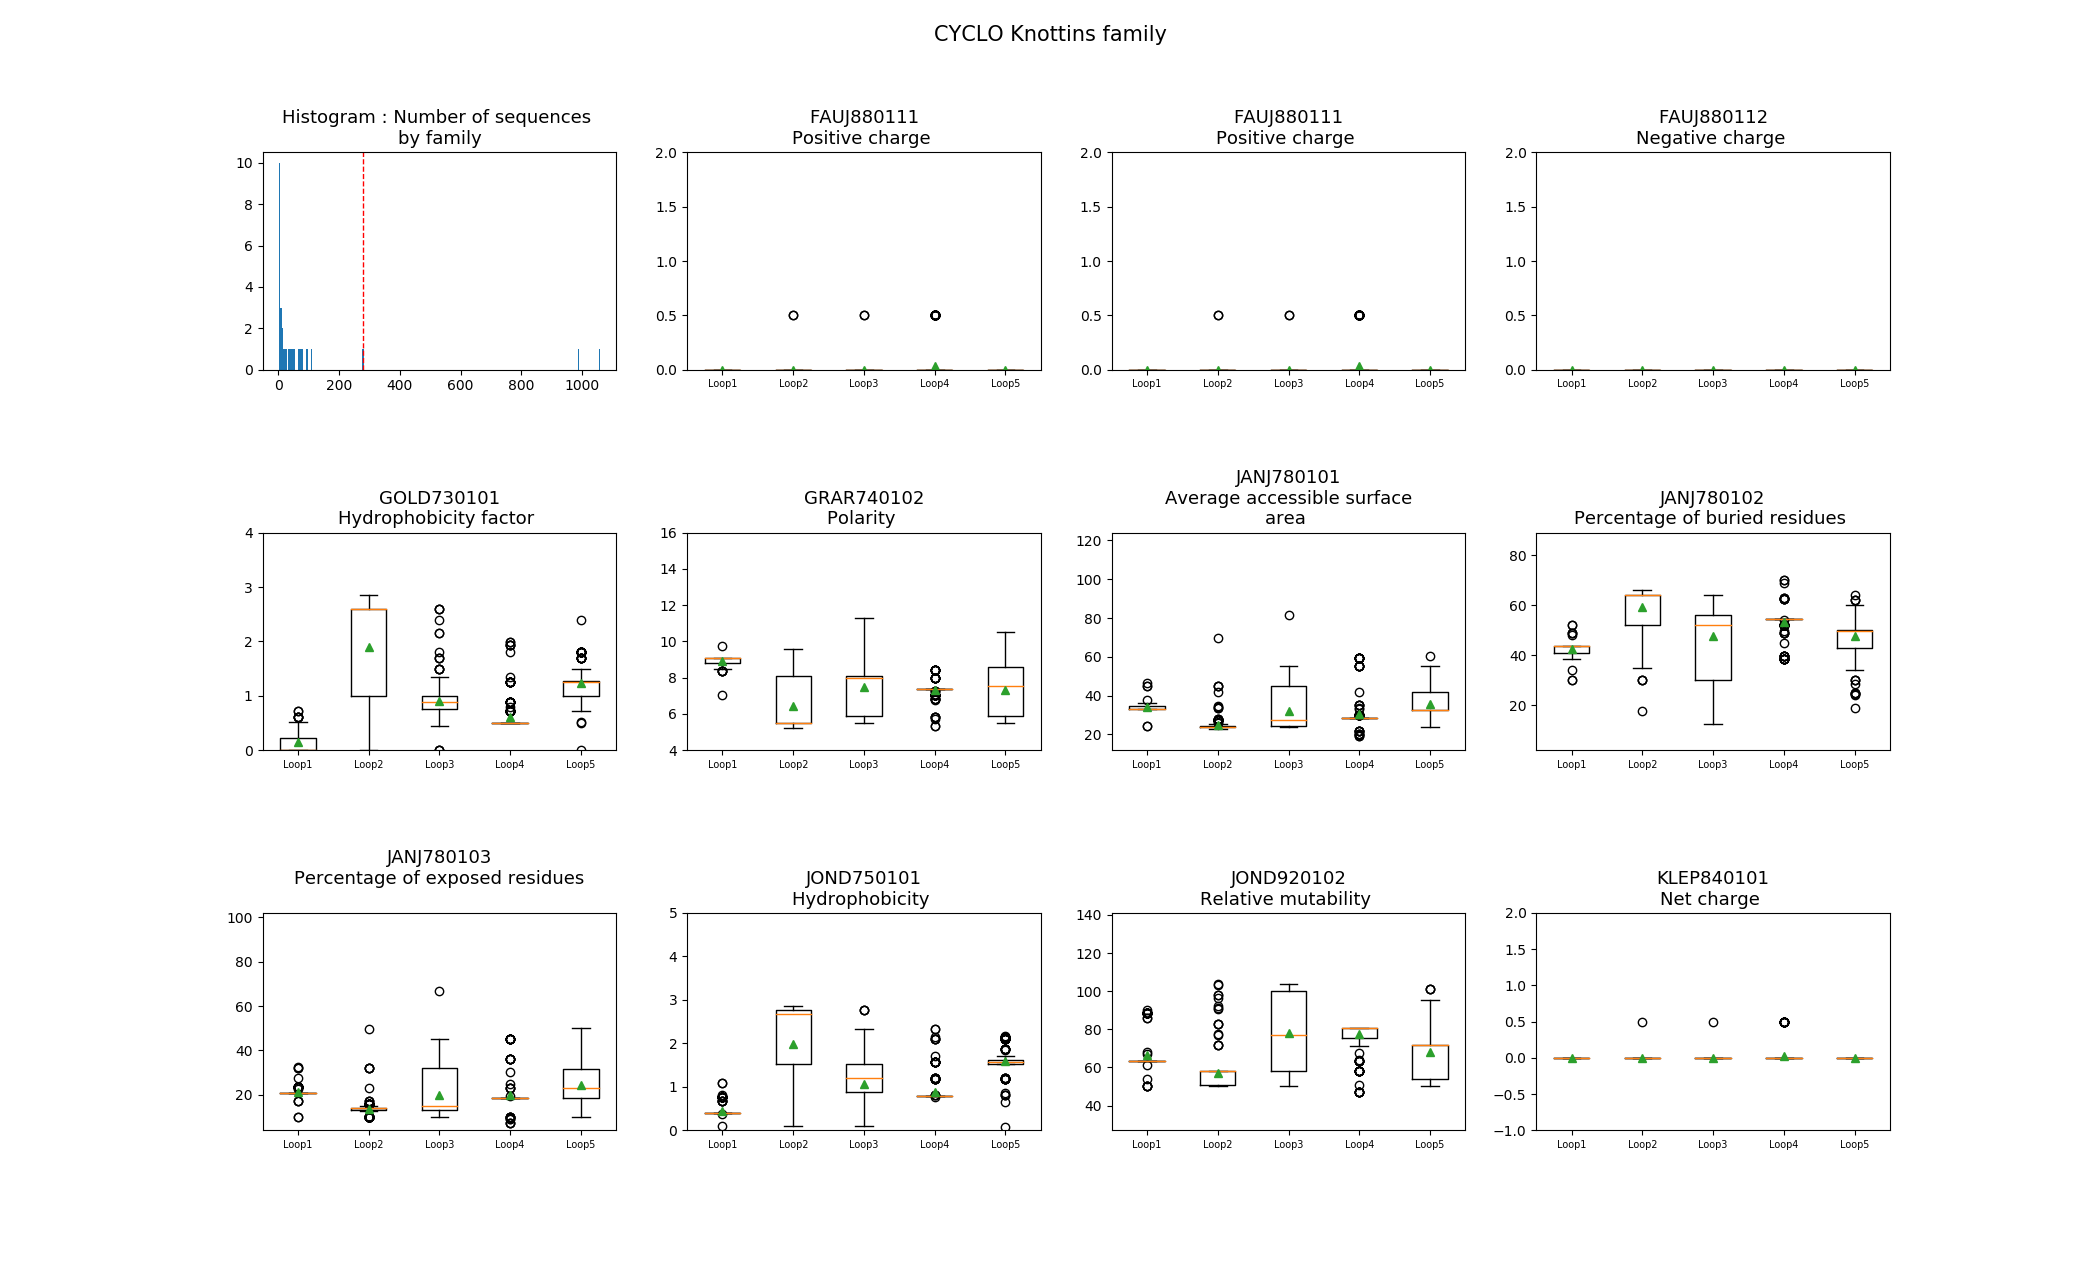 CYCLO Knottins family
Histogram : Number of sequences
by family
10
8
6
4
2
0
0 200 400 600 800 1000
FAUJ880111
Positive charge
2.0
1.5
1.0
0.5
0.0
Loop1 Loop2 Loop3 Loop4 Loop5
FAUJ880111
Positive charge
2.0
1.5
1.0
0.5
0.0
Loop1 Loop2 Loop3 Loop4 Loop5
FAUJ880112
Negative charge
2.0
1.5
1.0
0.5
0.0
Loop1 Loop2 Loop3 Loop4 Loop5
GOLD730101
Hydrophobicity factor
4
3
2
1
0
Loop1 Loop2 Loop3 Loop4 Loop5
GRAR740102
Polarity
16
14
12
10
8
6
4
Loop1 Loop2 Loop3 Loop4 Loop5
JANJ780101
Average accessible surface
area
120
100
80
60
40
20
Loop1 Loop2 Loop3 Loop4 Loop5
JANJ780102
Percentage of buried residues
80
60
40
20
Loop1 Loop2 Loop3 Loop4 Loop5
JANJ780103
Percentage of exposed residues
100
80
60
40
20
Loop1 Loop2 Loop3 Loop4 Loop5
JOND750101
Hydrophobicity
5
4
3
2
1
0
Loop1 Loop2 Loop3 Loop4 Loop5
JOND920102
Relative mutability
140
120
100
80
60
40
Loop1 Loop2 Loop3 Loop4 Loop5
KLEP840101
Net charge
2.0
1.5
1.0
0.5
0.0
−0.5
−1.0
Loop1 Loop2 Loop3 Loop4 Loop5